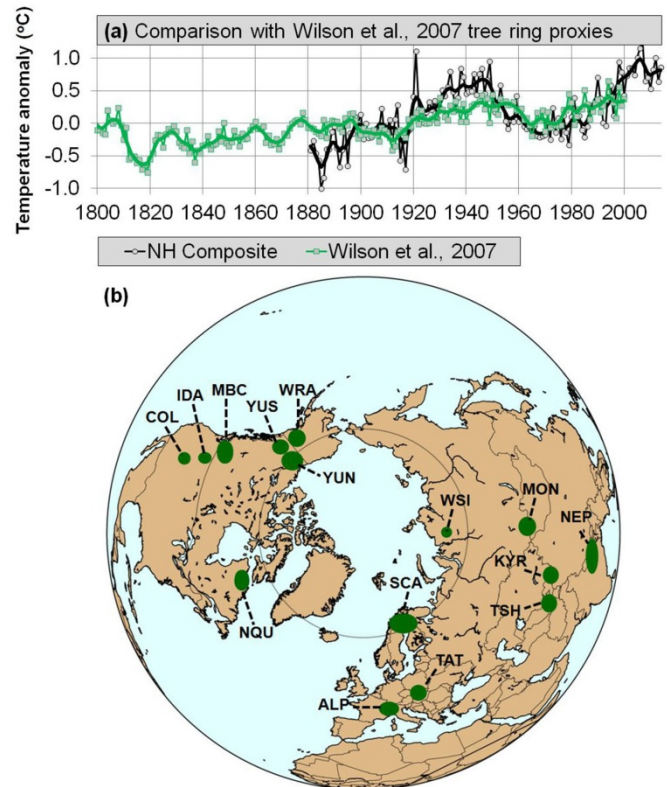 (a) Comparison with Wilson et al., 2007 tree ring proxies
Temperature anomaly (ºC)
1.0
0.5
0.0
-0.5
-1.0
1800 1820 1840 1860 1880 1900 1920 1940 1960 1980 2000
NH Composite Wilson et al., 2007
(b)
COL IDA MBC YUS WRA
YUN
NQU
WSI MON NEP
KYR
TSH
SCA
TAT
ALP